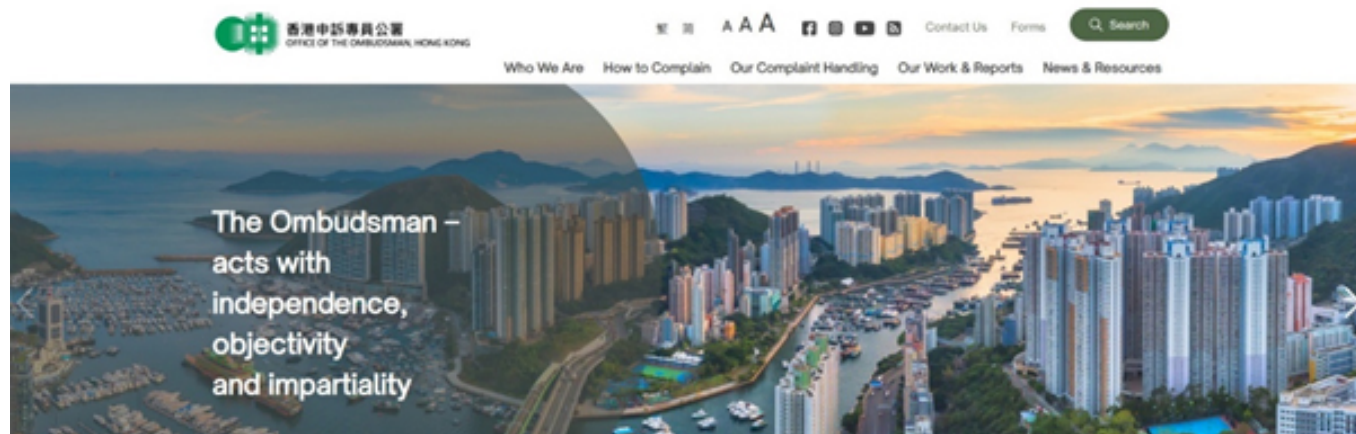 香港申訴專員公署
OFFICE OF THE OMBUDSMAN, HONG KONG
繁 简 A A A Contact Us Forms Search
Who We Are How to Complain Our Complaint Handling Our Work & Reports News & Resources
The Ombudsman –
acts with
independence,
objectivity
and impartiality